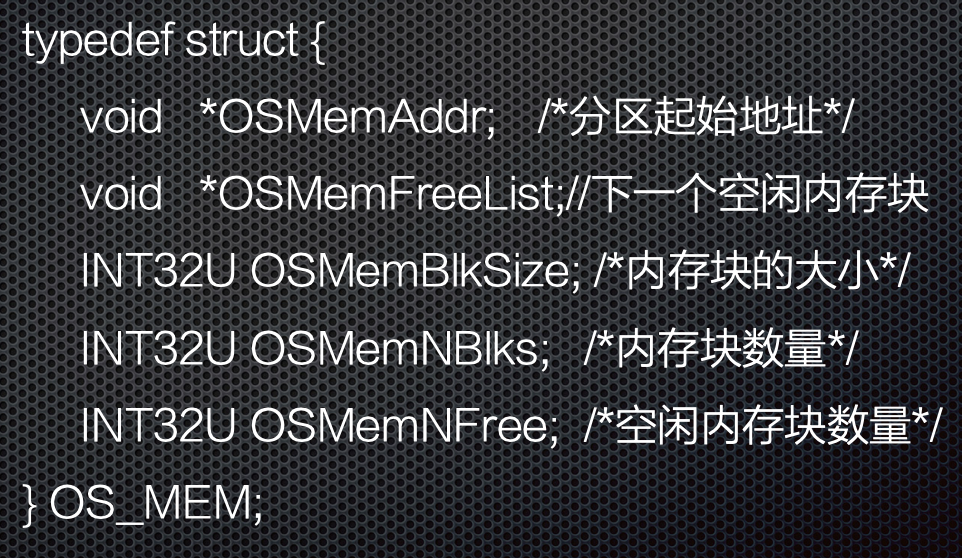 typedef struct {
void *OSMemAddr; /*分区起始地址*/
void *OSMemFreeList;//下一个空闲内存块
INT32U OSMemBlkSize; /*内存块的大小*/
INT32U OSMemNBlks; /*内存块数量*/
INT32U OSMemNFree; /*空闲内存块数量*/
} OS_MEM;